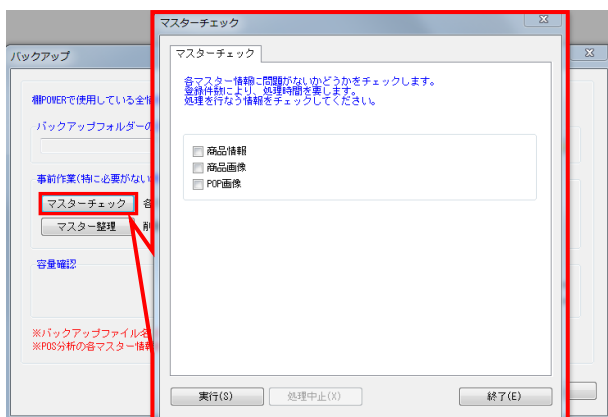 マスターチェック
マスターチェック
各マスター情報に問題がないかどうかをチェックします。
登録件数により、処理時間を要します。
処理を行なう情報をチェックしてください。
商品情報
商品画像
POP画像
実行(S)
処理中止(X)
終了(E)
バックアップ
棚POWERで使用している全情
バックアップフォルダーの
事前作業(特に必要がない
マスターチェック 各
マスター整理 削
容量確認
※バックアップファイル名
※POS分析の各マスター情報